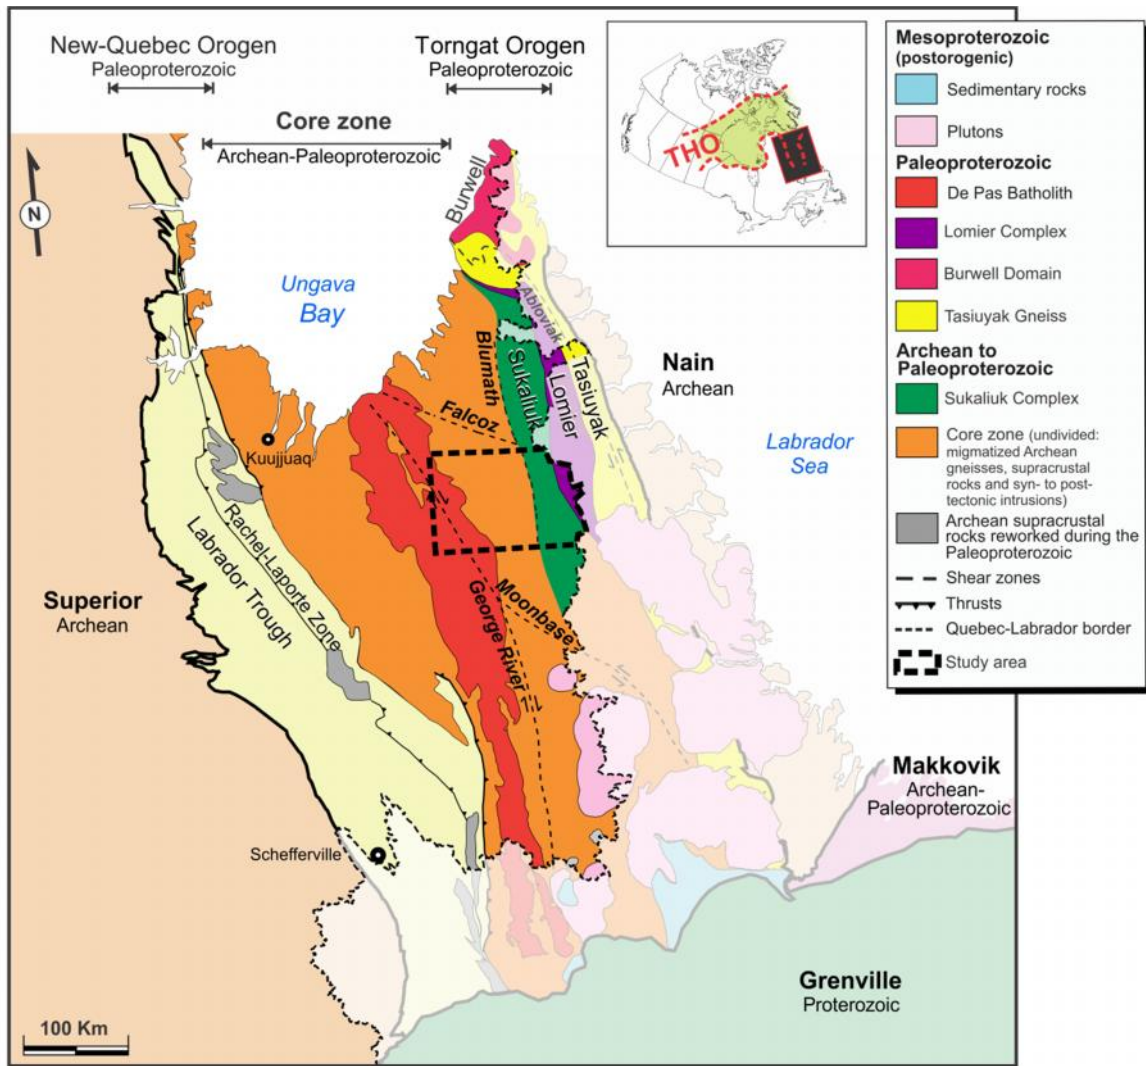 New-Quebec Orogen
Paleoproterozoic
Torngat Orogen
Paleoproterozoic
Core zone
Archean-Paleoproterozoic
N
THO
Burwell
Ungava
Bay
Abloviak
Blumath
Sukaliuk
Lomier
Tasiuyak
Nain
Archean
Falcoz
Labrador
Sea
Kuujjuaq
Rachel-Laporte Zone
Labrador Trough
Superior
Archean
George River
Moonbase
Makkovik
Archean-
Paleoproterozoic
Schefferville
Grenville
Proterozoic
100 Km
Mesoproterozoic
(postorogenic)
Sedimentary rocks
Plutons
Paleoproterozoic
De Pas Batholith
Lomier Complex
Burwell Domain
Tasiuyak Gneiss
Archean to
Paleoproterozoic
Sukaliuk Complex
Core zone (undivided:
migmatized Archean
gneisses, supracrustal
rocks and syn- to post-
tectonic intrusions)
Archean supracrustal
rocks reworked during the
Paleoproterozoic
Shear zones
Thrusts
Quebec-Labrador border
Study area